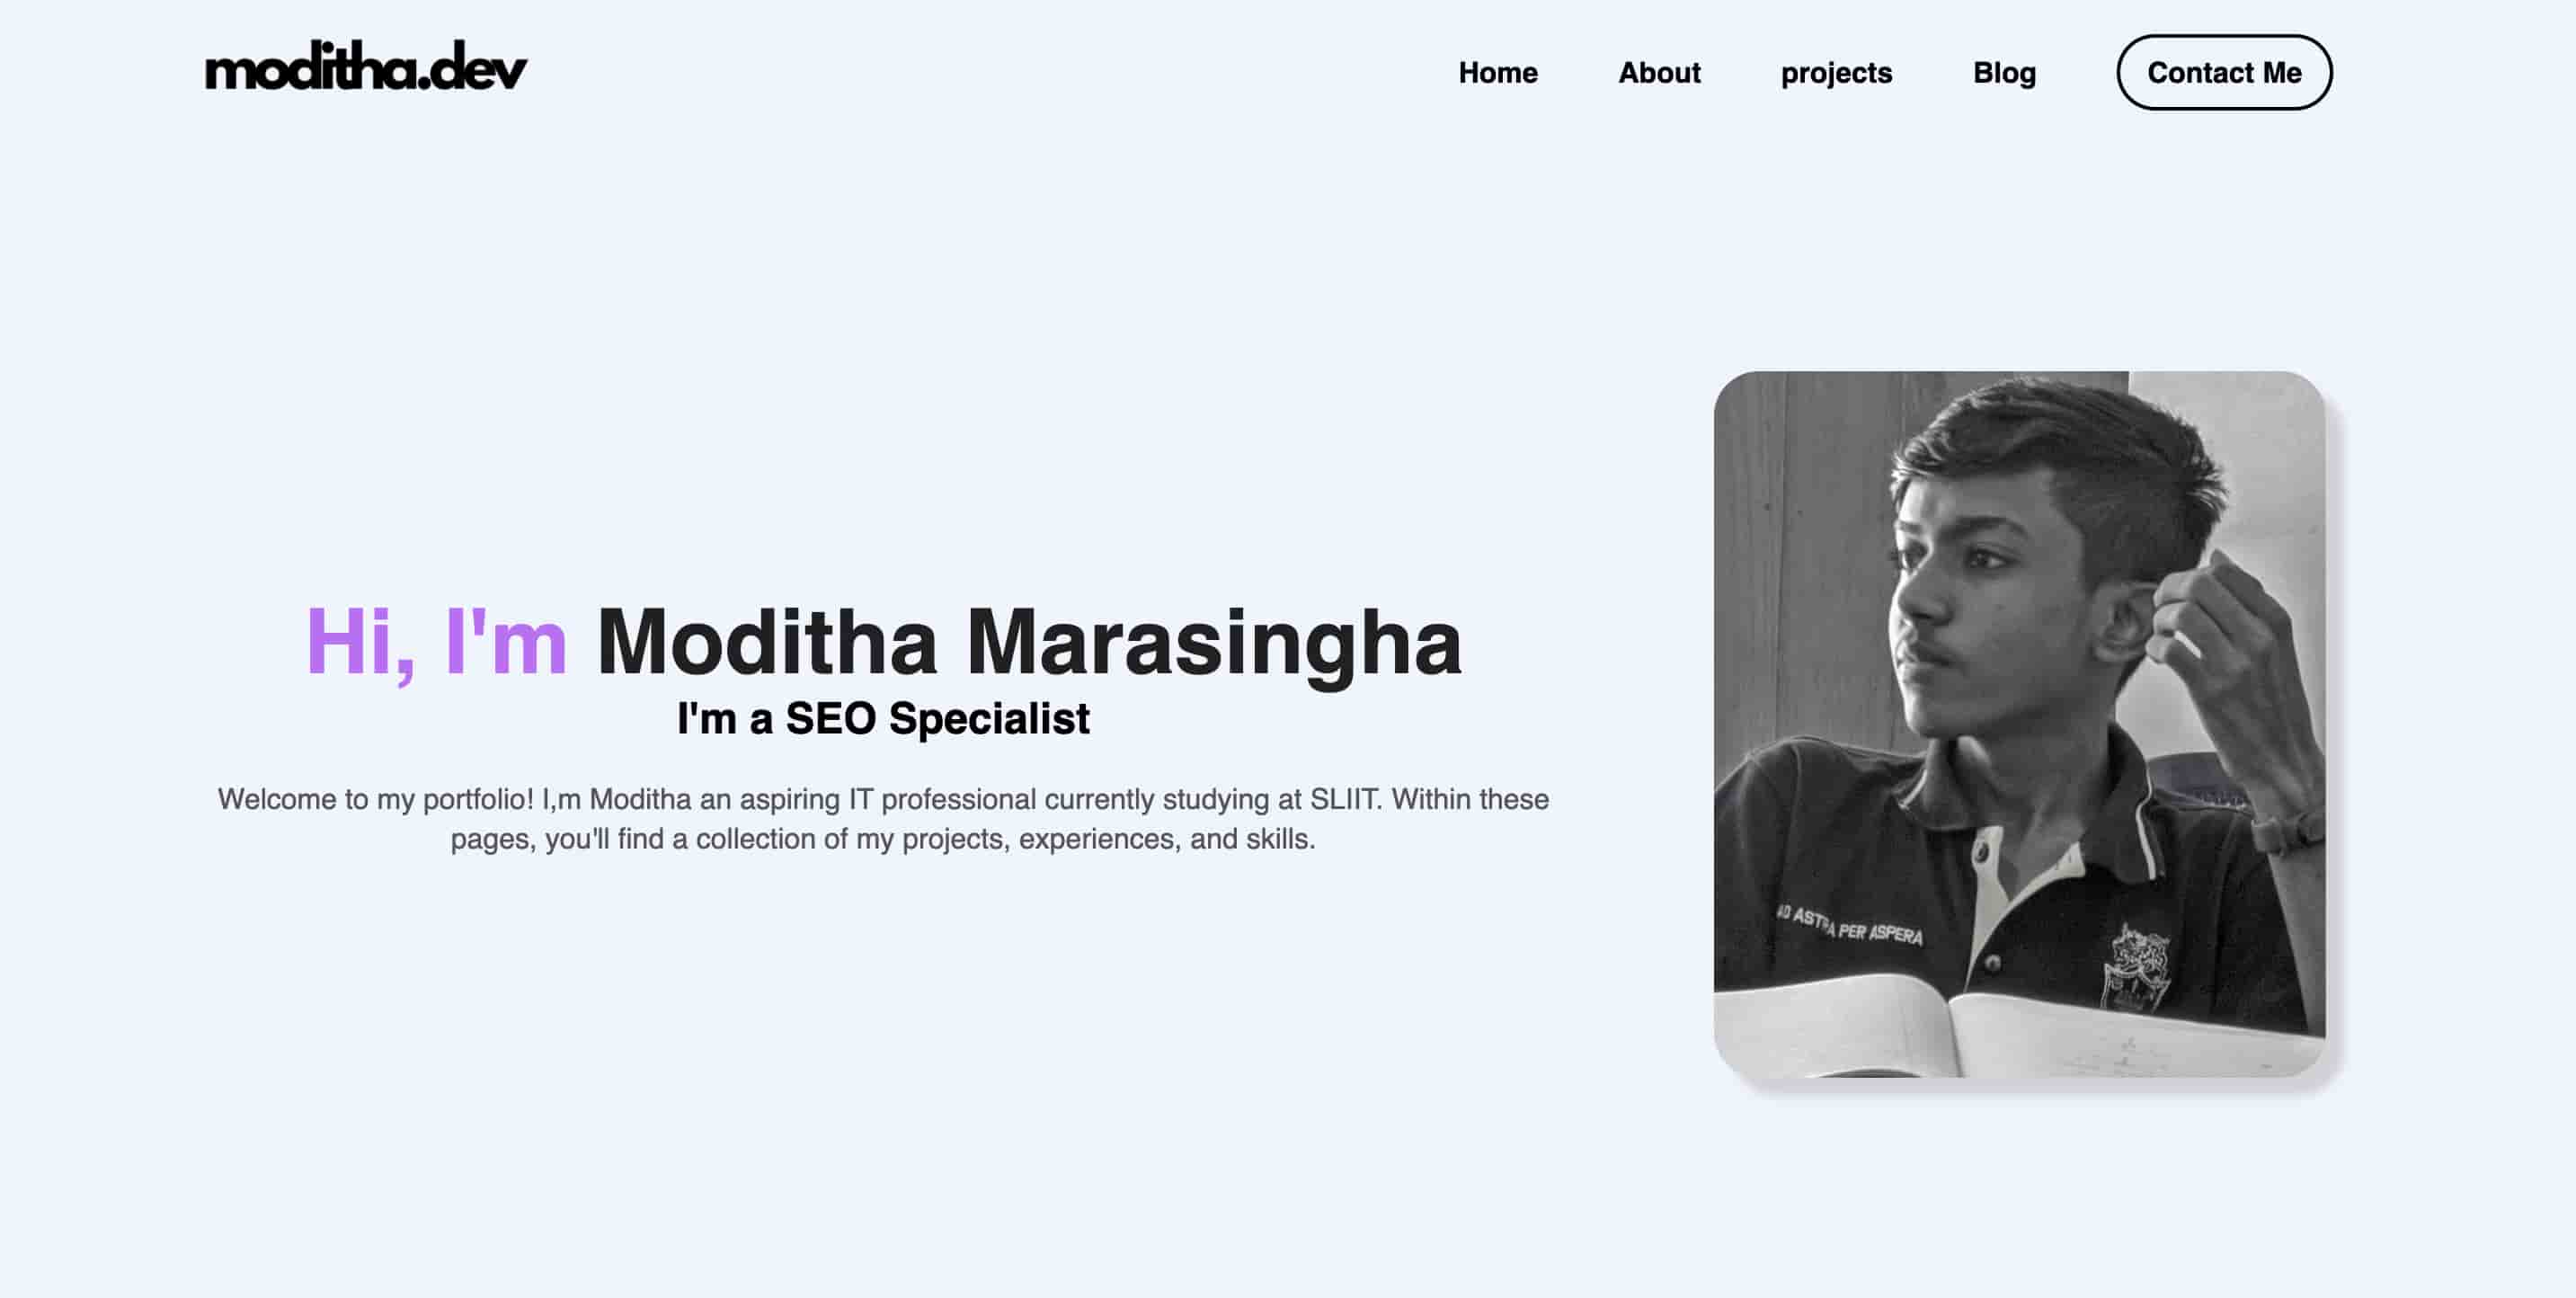 moditha.dev
Home About projects Blog Contact Me
Hi, I'm Moditha Marasingha
I'm a SEO Specialist
Welcome to my portfolio! I,m Moditha an aspiring IT professional currently studying at SLIIT. Within these
pages, you'll find a collection of my projects, experiences, and skills.
AD ASTRA PER ASPERA